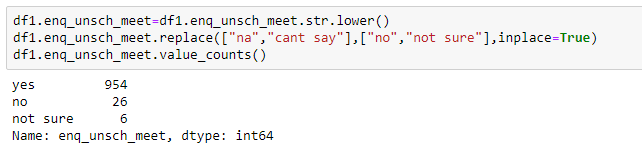 df1.enq_unsch_meet=df1.enq_unsch_meet.str.lower()
df1.enq_unsch_meet.replace(["na","cant say"],["no","not sure"],inplace=True)
df1.enq_unsch_meet.value_counts()
yes 954
no 26
not sure 6
Name: enq_unsch_meet, dtype: int64